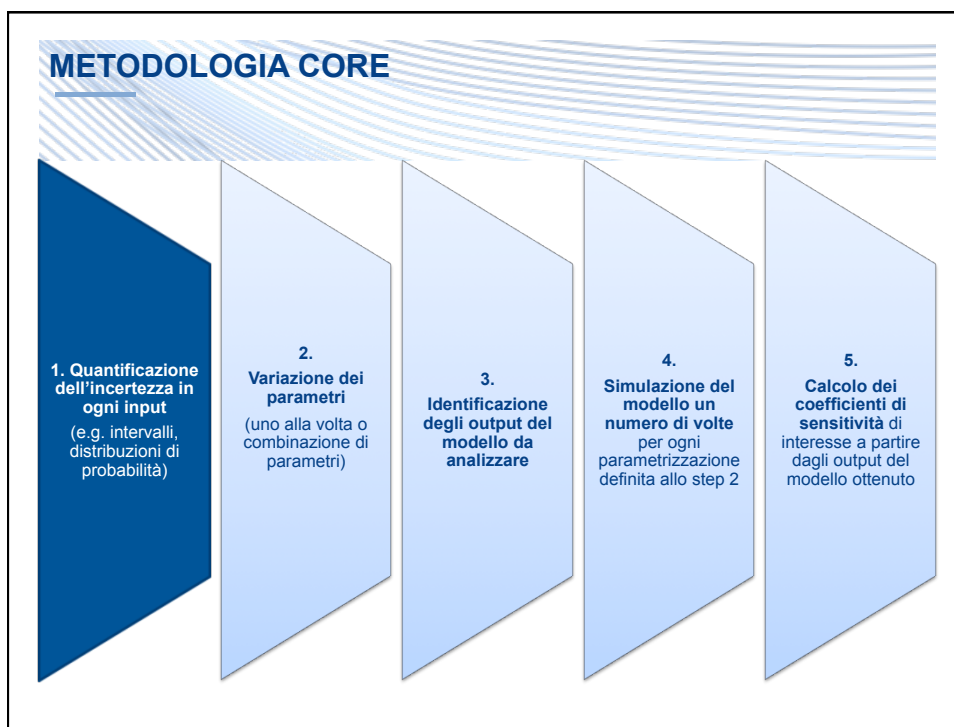 METODOLOGIA CORE
1. Quantificazione
dell’incertezza in
ogni input
(e.g. intervalli,
distribuzioni di
probabilità)
2.
Variazione dei
parametri
(uno alla volta o
combinazione di
parametri)
3.
Identificazione
degli output del
modello da
analizzare
4.
Simulazione del
modello un
numero di volte
per ogni
parametrizzazione
definita allo step 2
5.
Calcolo dei
coefficienti di
sensitività di
interesse a partire
dagli output del
modello ottenuto